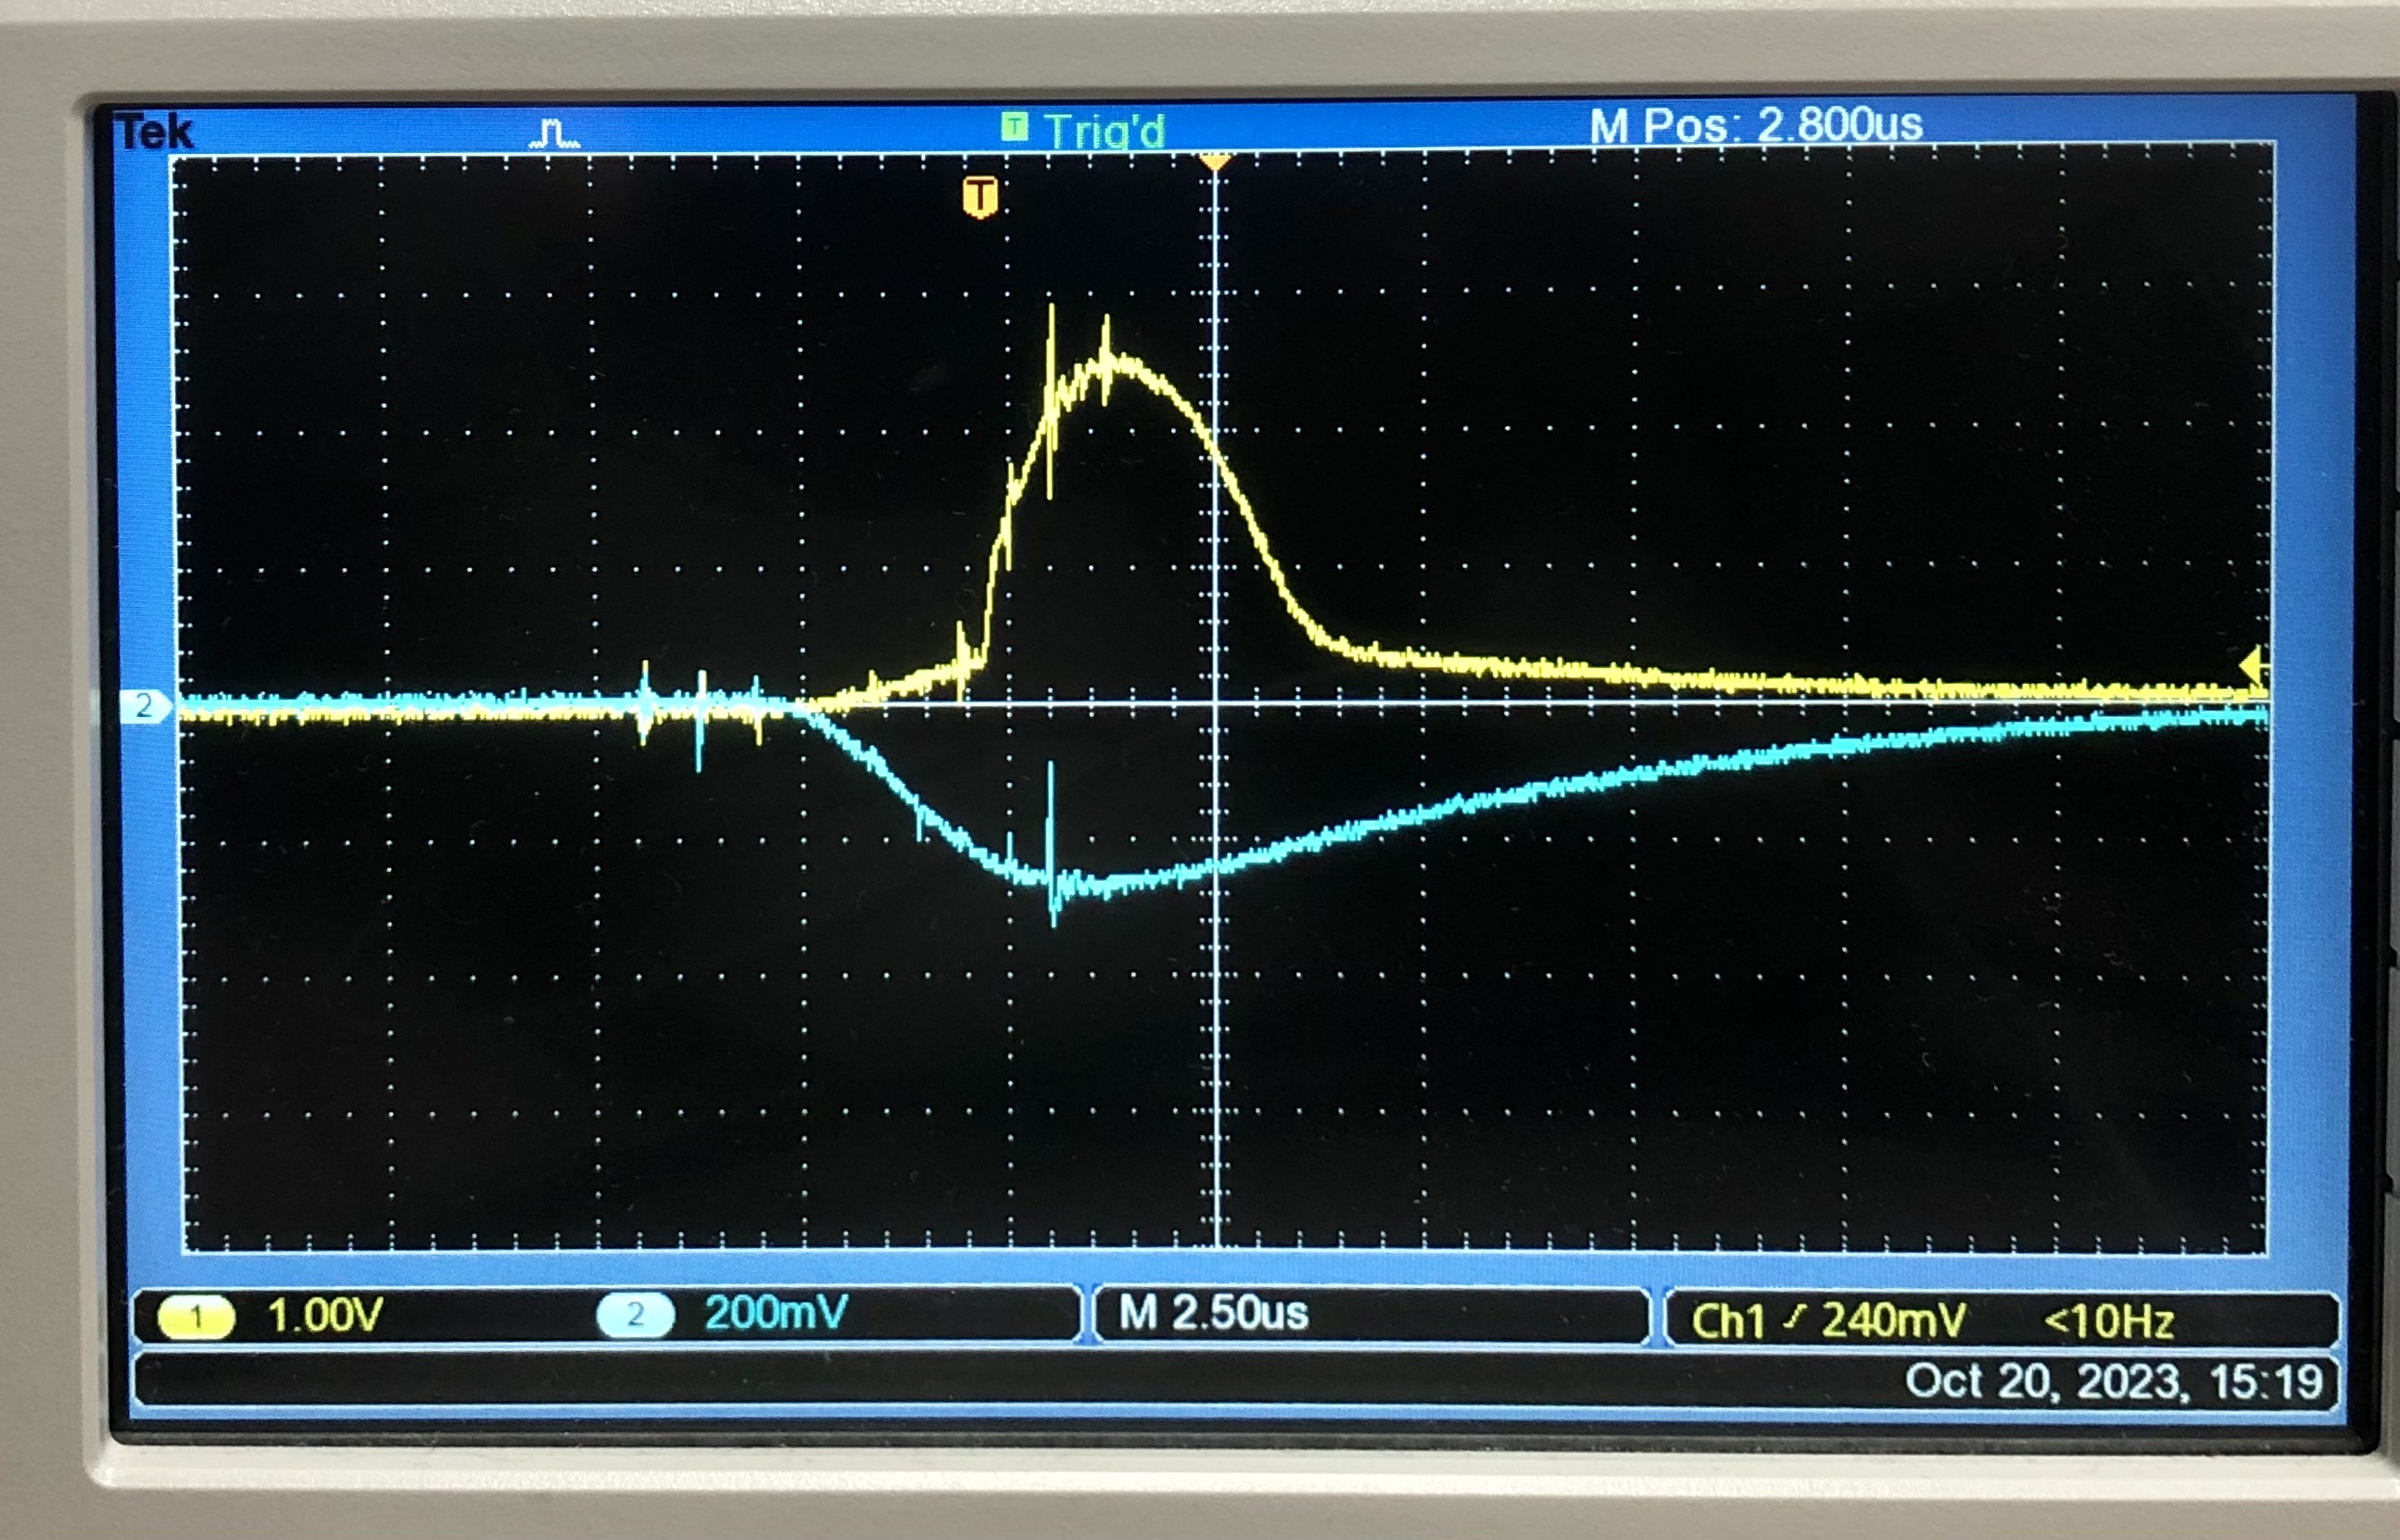 Tek T Trig'd M Pos: 2.800us
T
2
1 1.00V 2 200mV M 2.50us Ch1 240mV <10Hz
Oct 20, 2023, 15:19